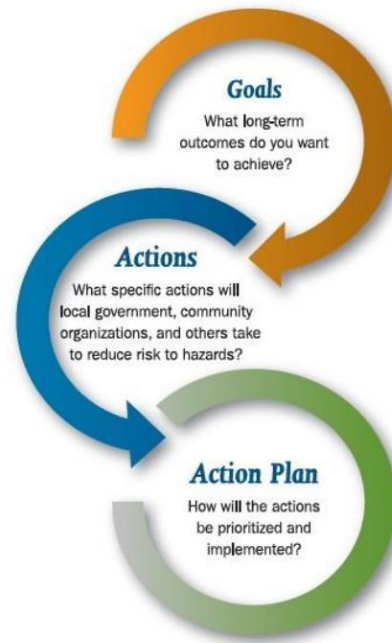 Goals
What long-term
outcomes do you want
to achieve?
Actions
What specific actions will
local government, community
organizations, and others take
to reduce risk to hazards?
Action Plan
How will the actions
be prioritized and
implemented?